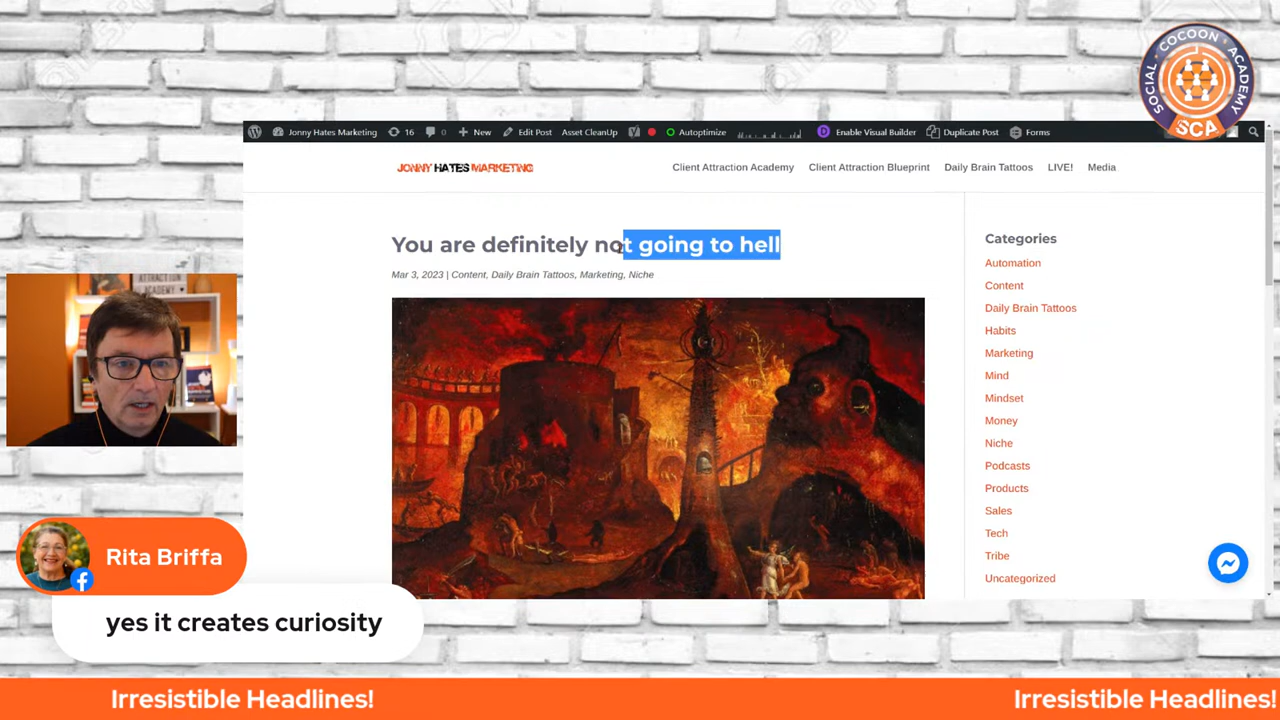 SOCIAL COCOON ACADEMY
SCA
Jonny Hates Marketing 16 0 New Edit Post Asset CleanUp Autoptimize Enable Visual Builder Duplicate Post Forms
JONNY HATES MARKETING
Client Attraction Academy Client Attraction Blueprint Daily Brain Tattoos LIVE! Media
You are definitely not going to hell
Mar 3, 2023 | Content, Daily Brain Tattoos, Marketing, Niche
Categories
Automation
Content
Daily Brain Tattoos
Habits
Marketing
Mind
Mindset
Money
Niche
Podcasts
Products
Sales
Tech
Tribe
Uncategorized
Rita Briffa
yes it creates curiosity
Irresistible Headlines! Irresistible Headlines!